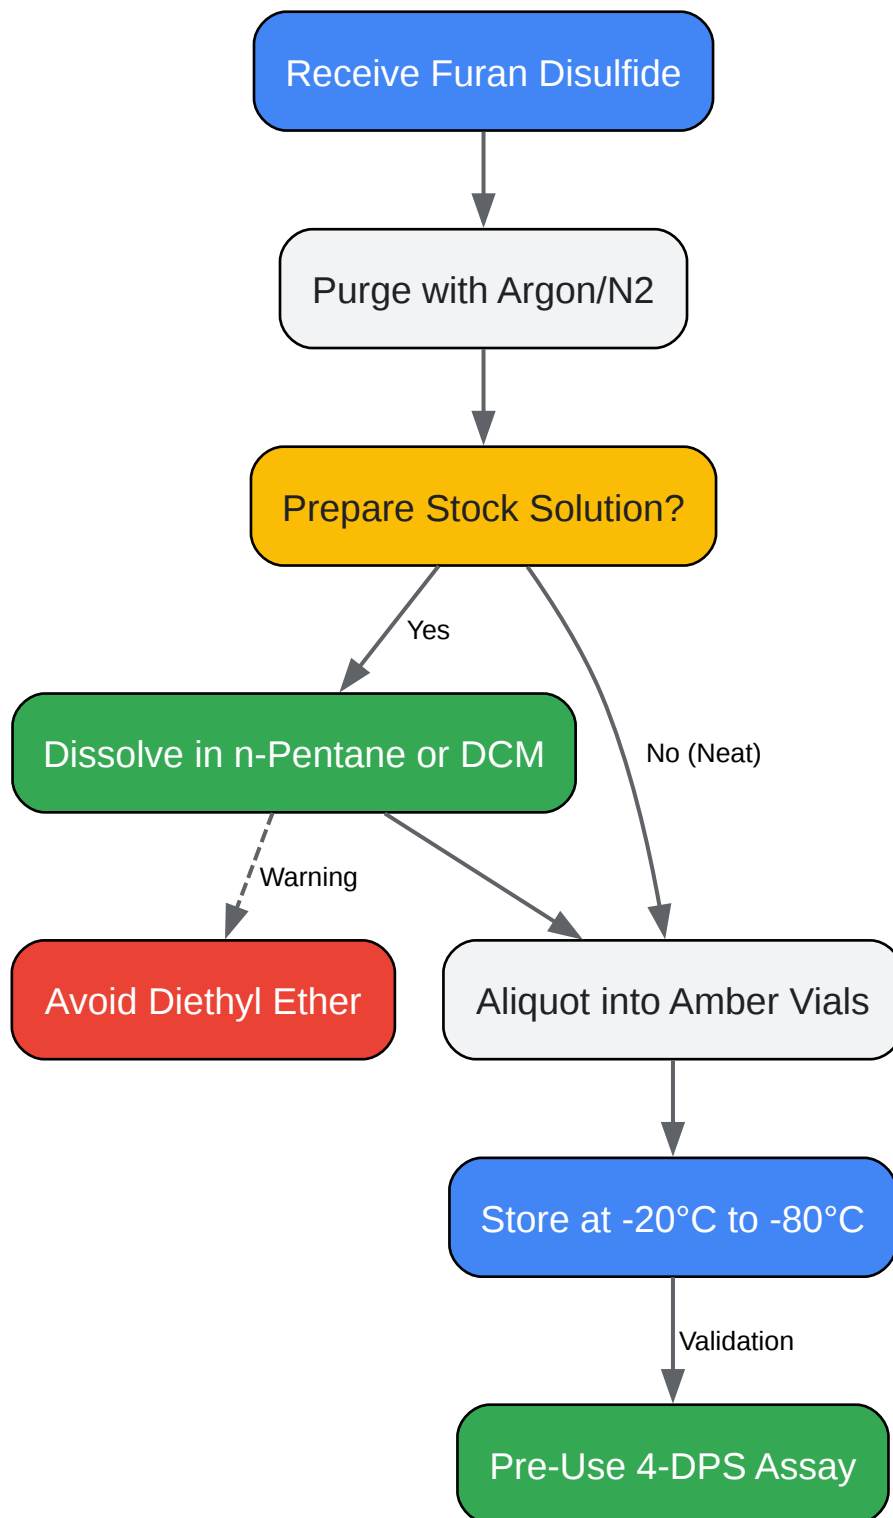 Receive Furan Disulfide
Purge with Argon/N2
Prepare Stock Solution?
Yes
Dissolve in n-Pentane or DCM
No (Neat)
Warning
Avoid Diethyl Ether
Aliquot into Amber Vials
Store at -20°C to -80°C
Validation
Pre-Use 4-DPS Assay